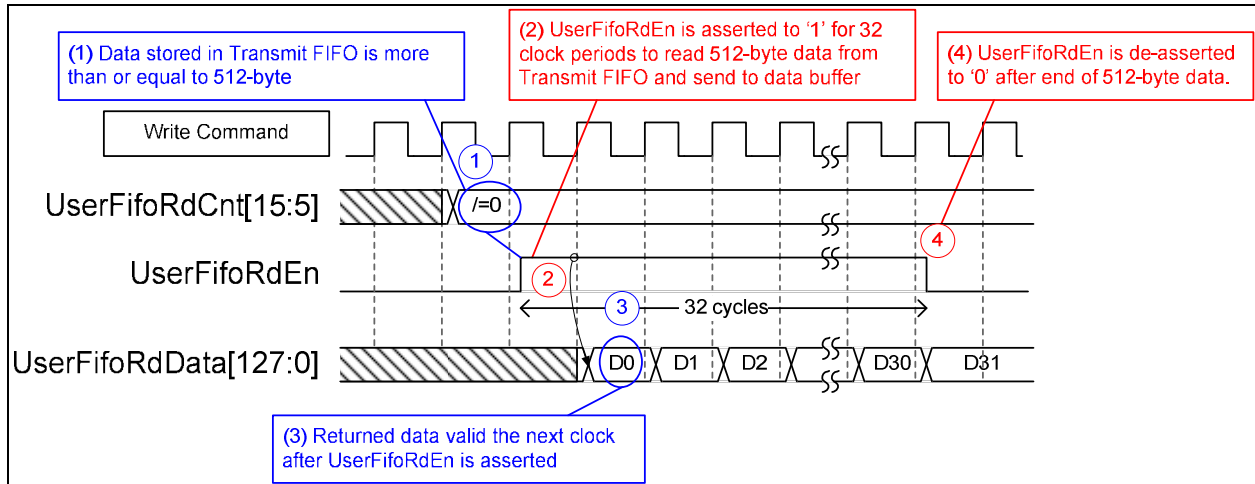 (1) Data stored in Transmit FIFO is more
than or equal to 512-byte
(2) UserFifoRdEn is asserted to ‘1’ for 32
clock periods to read 512-byte data from
Transmit FIFO and send to data buffer
(4) UserFifoRdEn is de-asserted
to ‘0’ after end of 512-byte data.
Write Command
1
UserFifoRdCnt[15:5]
/=0
4
UserFifoRdEn
2
3
32 cycles
UserFifoRdData[127:0]
D0
D1
D2
D30
D31
(3) Returned data valid the next clock
after UserFifoRdEn is asserted